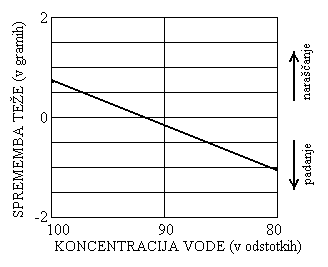 SPREMEMBA TEŽE (v gramih)
2
0
-2
100
90
80
KONCENTRACIJA VODE (v odstotkih)
naraščanje
padanje